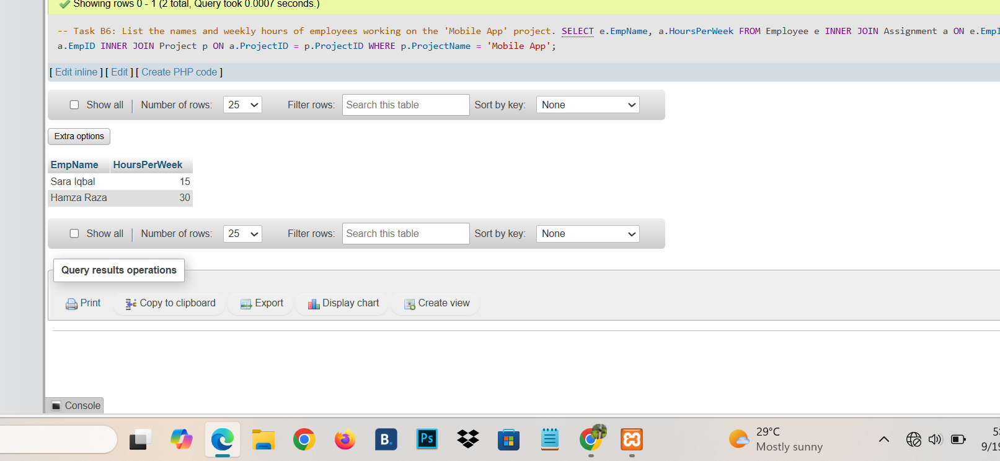 Showing rows 0 - 1 (2 total, Query took 0.0007 seconds.)
-- Task B6: List the names and weekly hours of employees working on the 'Mobile App' project. SELECT e.EmpName, a.HoursPerWeek FROM Employee e INNER JOIN Assignment a ON e.EmpI
a.EmpID INNER JOIN Project p ON a.ProjectID = p.ProjectID WHERE p.ProjectName = 'Mobile App';
[ Edit inline ] [ Edit ] [ Create PHP code ]
Show all Number of rows: 25 Filter rows: Search this table Sort by key: None
Extra options
EmpName HoursPerWeek
Sara Iqbal 15
Hamza Raza 30
Show all Number of rows: 25 Filter rows: Search this table Sort by key: None
Query results operations
Print Copy to clipboard Export Display chart Create view
Console
B. Ps
29°C
Mostly sunny
5:
9/19